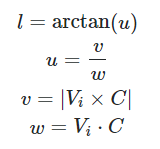 l = arctan(u)
u = v/w
v = |V_i × C|
w = V_i · C